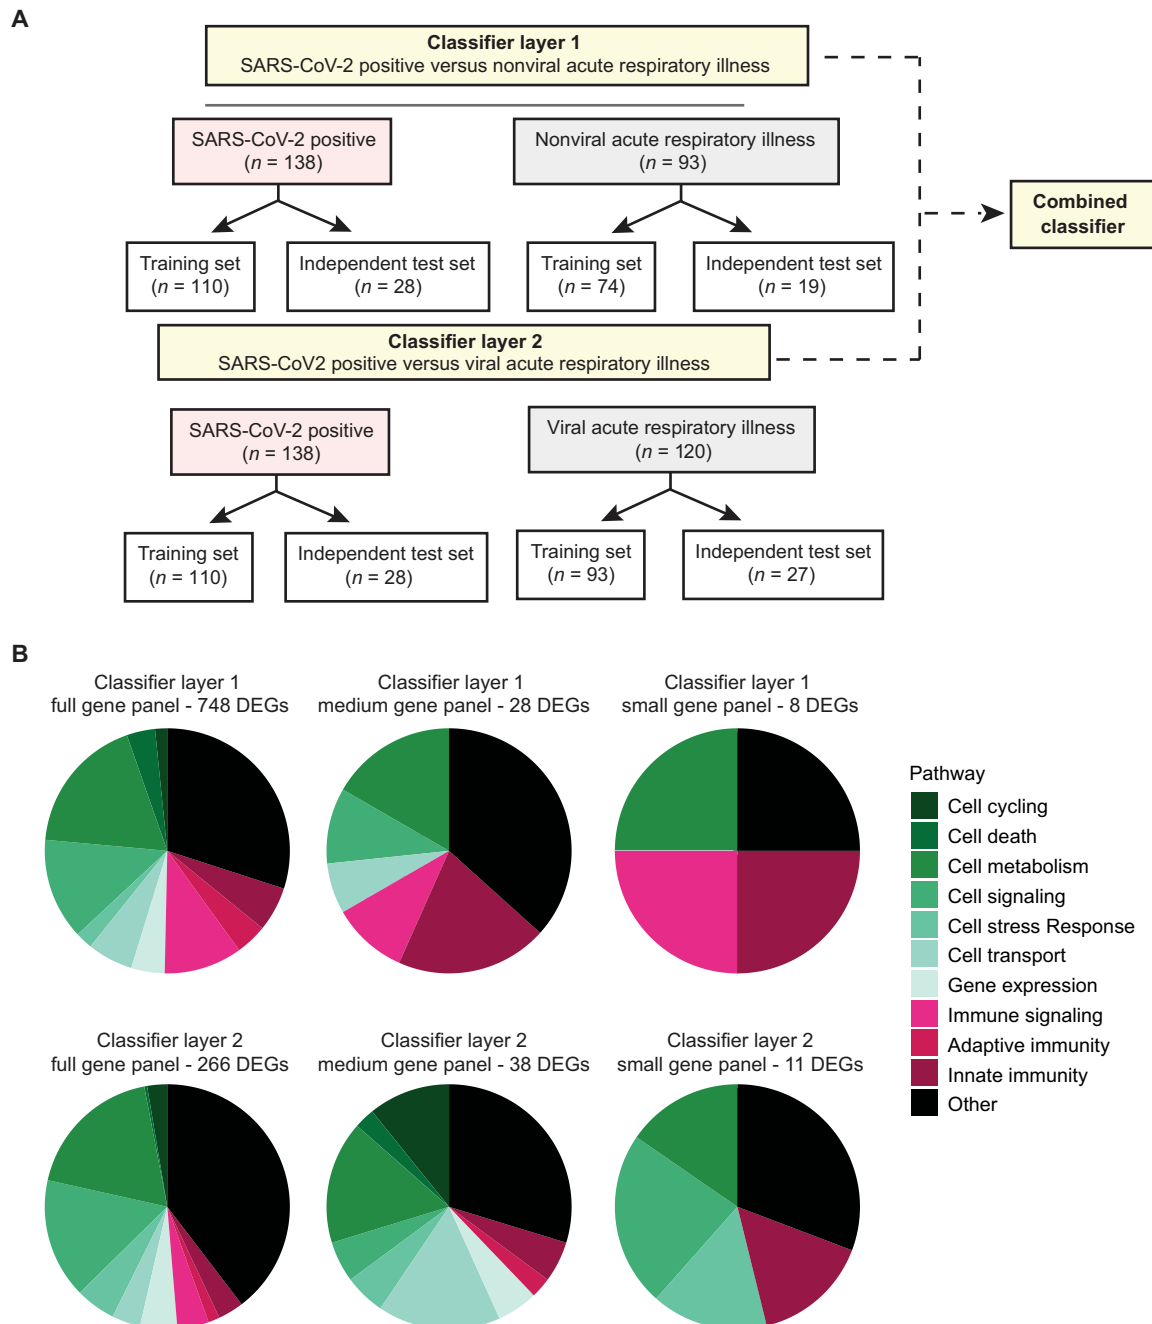 A
Classifier layer 1
SARS-CoV-2 positive versus nonviral acute respiratory illness
SARS-CoV-2 positive
(n = 138)
Nonviral acute respiratory illness
(n = 93)
Combined
classifier
Training set
(n = 110)
Independent test set
(n = 28)
Training set
(n = 74)
Independent test set
(n = 19)
Classifier layer 2
SARS-CoV2 positive versus viral acute respiratory illness
SARS-CoV-2 positive
(n = 138)
Viral acute respiratory illness
(n = 120)
Training set
(n = 110)
Independent test set
(n = 28)
Training set
(n = 93)
Independent test set
(n = 27)
B
Classifier layer 1
full gene panel - 748 DEGs
Classifier layer 1
medium gene panel - 28 DEGs
Classifier layer 1
small gene panel - 8 DEGs
Pathway
Cell cycling
Cell death
Cell metabolism
Cell signaling
Cell stress Response
Cell transport
Gene expression
Immune signaling
Adaptive immunity
Innate immunity
Other
Classifier layer 2
full gene panel - 266 DEGs
Classifier layer 2
medium gene panel - 38 DEGs
Classifier layer 2
small gene panel - 11 DEGs